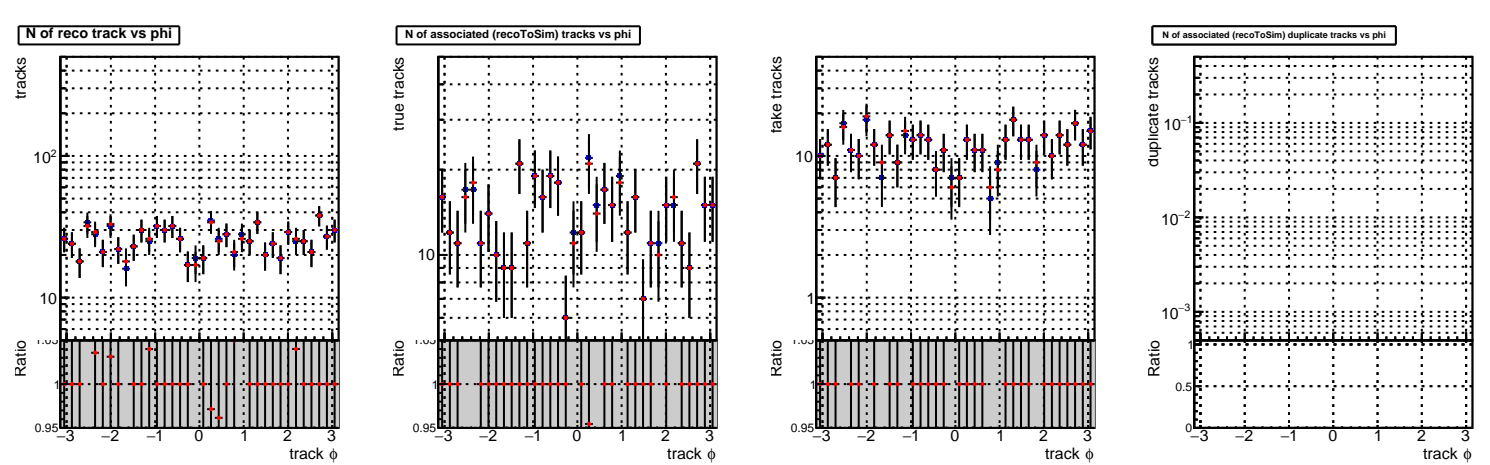 N of reco track vs phi
tracks
10²
10
Ratio
1.05
1
0.95
−3 −2 −1 0 1 2 3
track ϕ
N of associated (recoToSim) tracks vs phi
true tracks
10
Ratio
1.05
1
0.95
−3 −2 −1 0 1 2 3
track ϕ
fake tracks
10
1
Ratio
1.05
1
0.95
−3 −2 −1 0 1 2 3
track ϕ
N of associated (recoToSim) duplicate tracks vs phi
duplicate tracks
10⁻¹
10⁻²
10⁻³
Ratio
1
0.5
0
−3 −2 −1 0 1 2 3
track ϕ